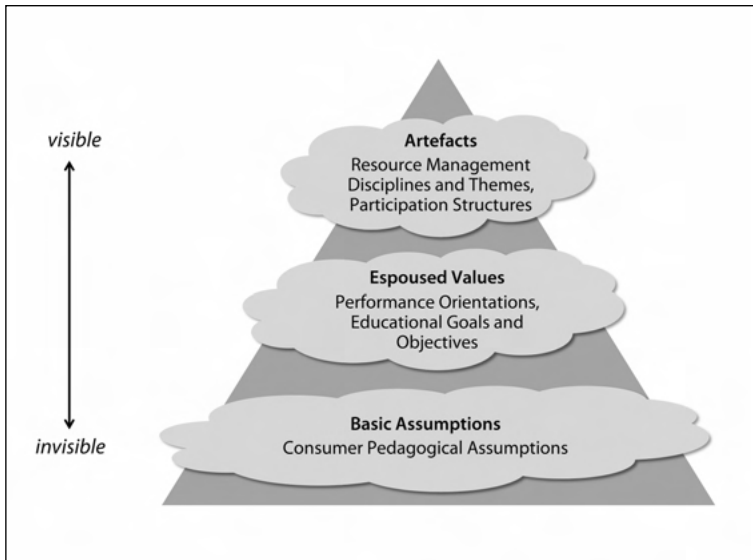 visible
Artefacts
Resource Management
Disciplines and Themes,
Participation Structures
Espoused Values
Performance Orientations,
Educational Goals and
Objectives
Basic Assumptions
Consumer Pedagogical Assumptions
invisible